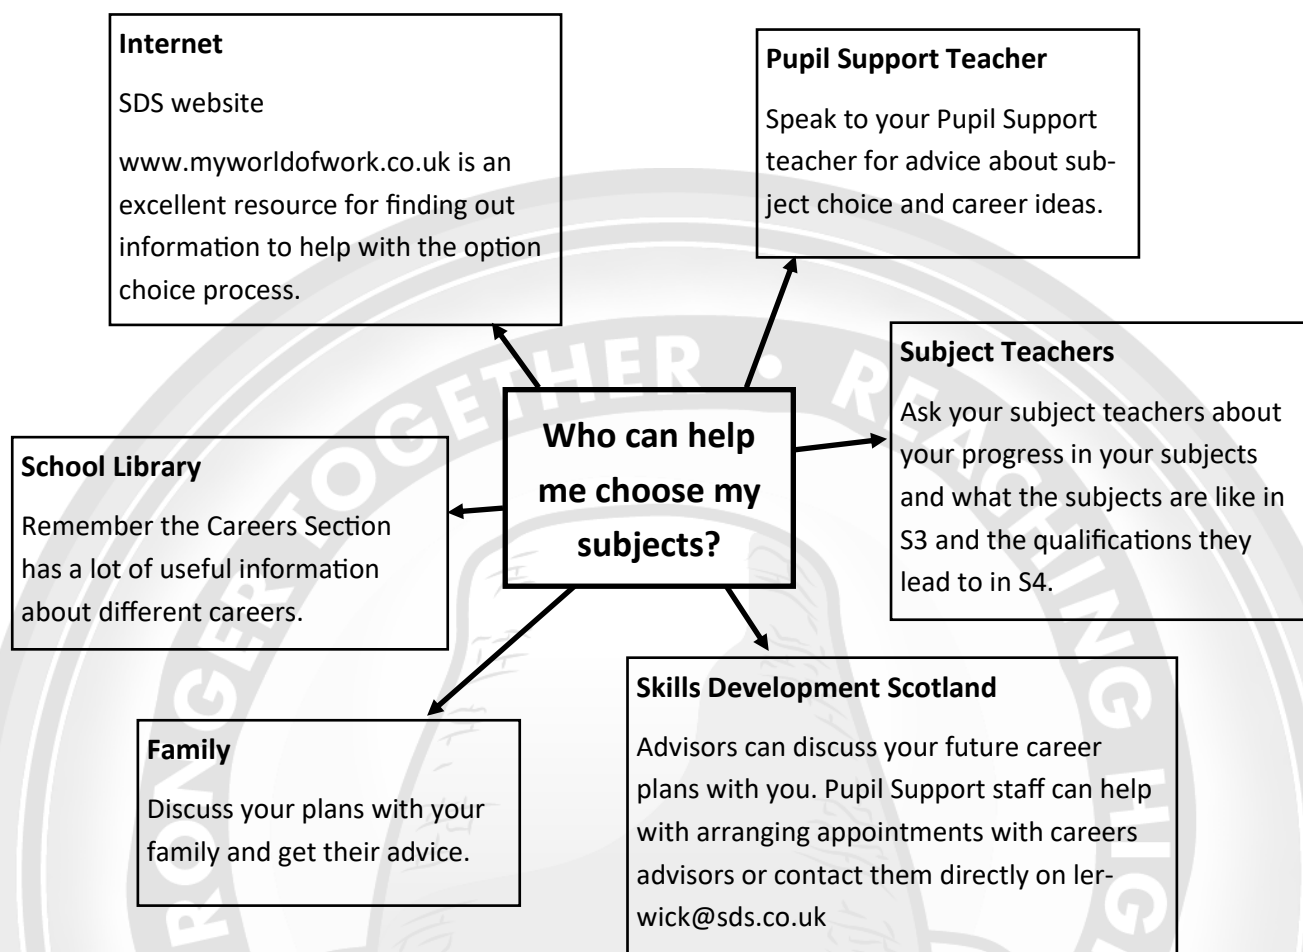 Internet
SDS website
www.myworldofwork.co.uk is an
excellent resource for finding out
information to help with the option
choice process.
Pupil Support Teacher
Speak to your Pupil Support
teacher for advice about sub-
ject choice and career ideas.
Subject Teachers
Ask your subject teachers about
your progress in your subjects
and what the subjects are like in
S3 and the qualifications they
lead to in S4.
Who can help
me choose my
subjects?
School Library
Remember the Careers Section
has a lot of useful information
about different careers.
Family
Discuss your plans with your
family and get their advice.
Skills Development Scotland
Advisors can discuss your future career
plans with you. Pupil Support staff can help
with arranging appointments with careers
advisors or contact them directly on ler-
wick@sds.co.uk
RONGER TOGETHER • REACHING HIG